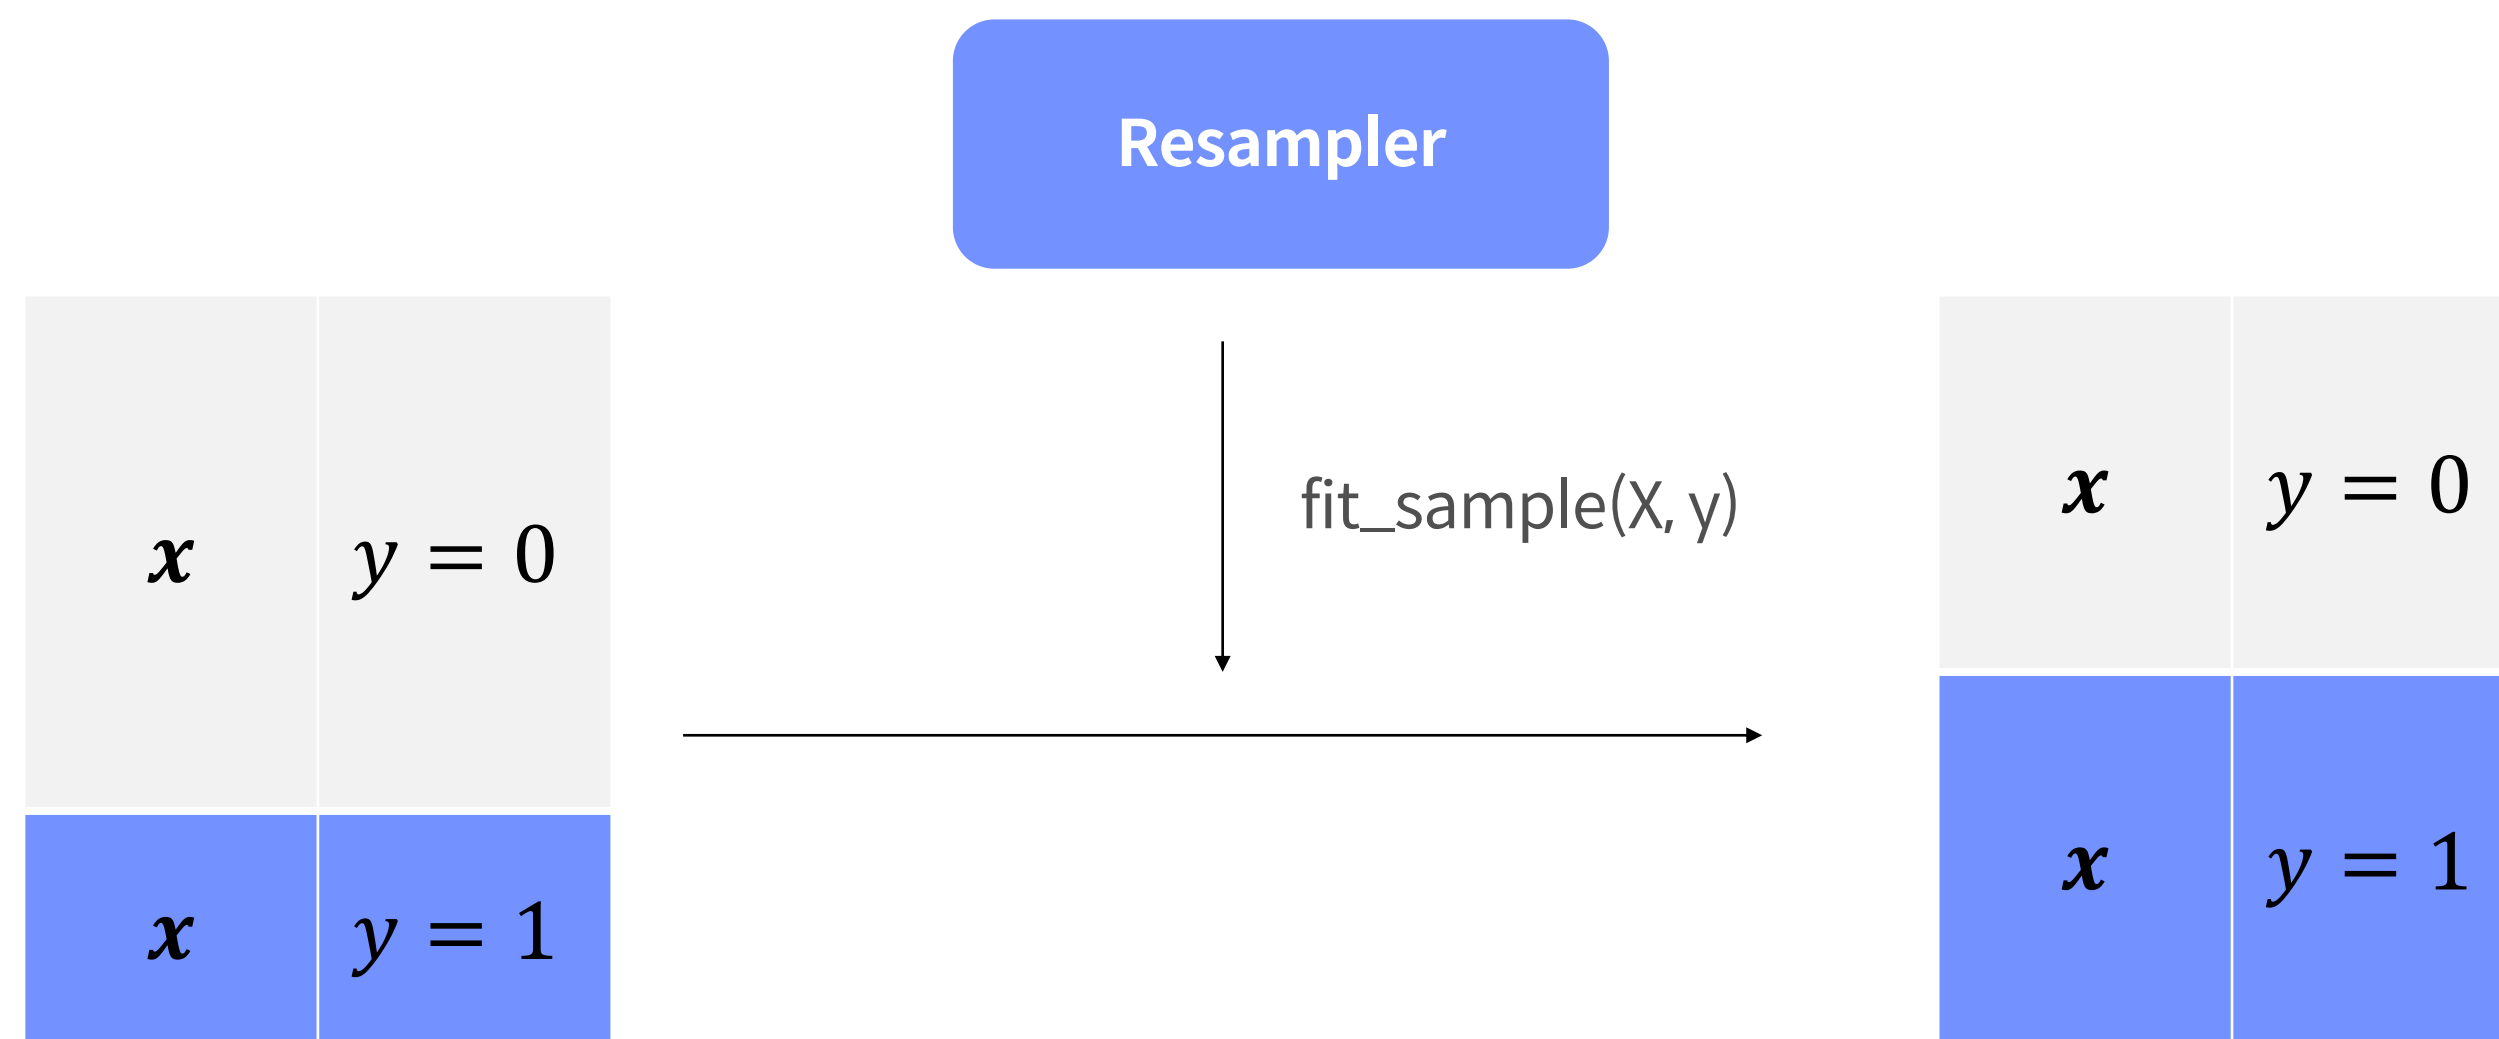 Resampler
x y = 0
x y = 1
fit_sample(X, y)
x y = 0
x y = 1